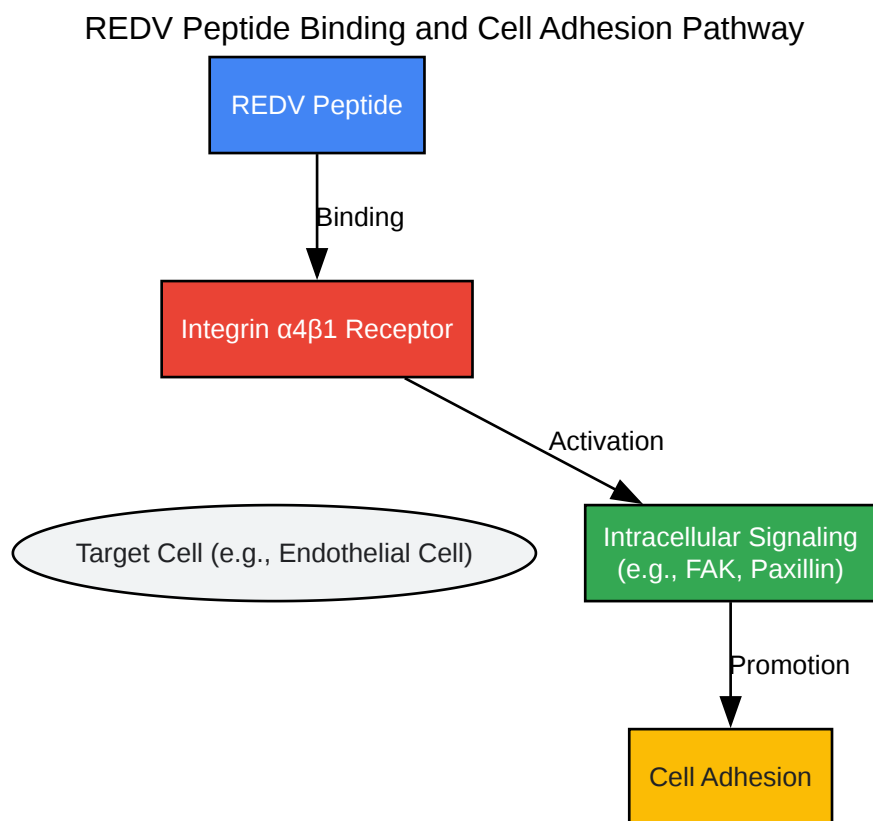 REDV Peptide Binding and Cell Adhesion Pathway
REDV Peptide
Binding
Integrin α4β1 Receptor
Activation
Target Cell (e.g., Endothelial Cell)
Intracellular Signaling
(e.g., FAK, Paxillin)
Promotion
Cell Adhesion